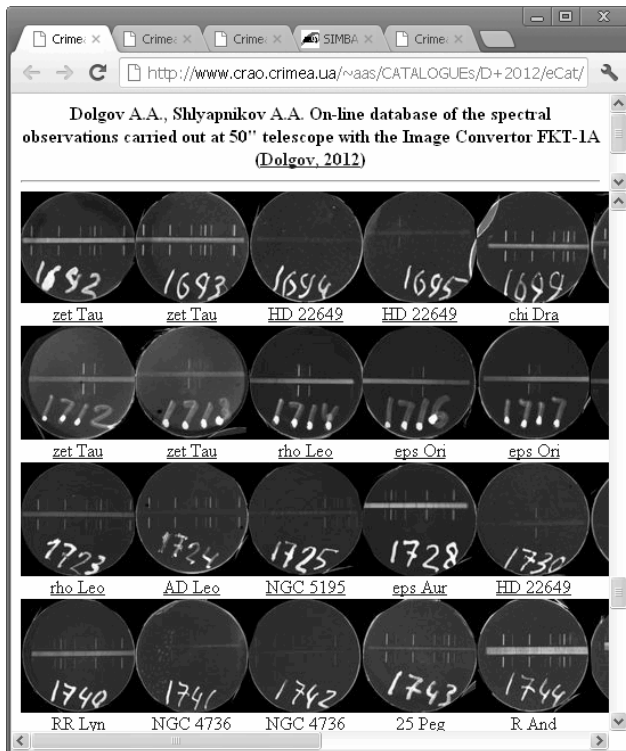 Crime
Crime
Crime
SIMBA
Crime
http://www.crao.crimea.ua/~aas/CATALOGUEs/D+2012/eCat/
Dolgov A.A., Shlyapnikov A.A. On-line database of the spectral
observations carried out at 50" telescope with the Image Convertor FKT-1A
(Dolgov, 2012)
1692 1693 1694 1695 1699
zet Tau zet Tau HD 22649 HD 22649 chi Dra
1712 1713 1714 1716 1717
zet Tau zet Tau rho Leo eps Ori eps Ori
1723 1724 1725 1728 1730
rho Leo AD Leo NGC 5195 eps Aur HD 22649
1740 1741 1742 1743 1744
RR Lyn NGC 4736 NGC 4736 25 Peg R And